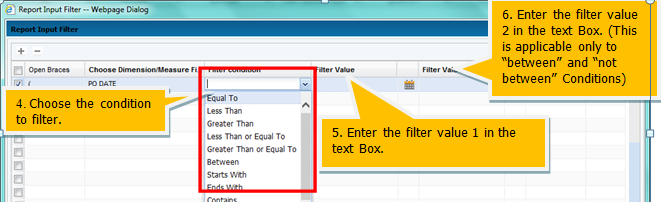 Report Input Filter -- Webpage Dialog
Report Input Filter
Open Braces
Choose Dimension/Measure Fi
Filter Condition
Filter Value
Filter Val
(
PO DATE
Equal To
Less Than
Greater Than
Less Than or Equal To
Greater Than or Equal To
Between
Starts With
Ends With
Contains
4. Choose the condition
to filter.
5. Enter the filter value 1 in the
text Box.
6. Enter the filter value
2 in the text Box. (This
is applicable only to
“between” and “not
between” Conditions)